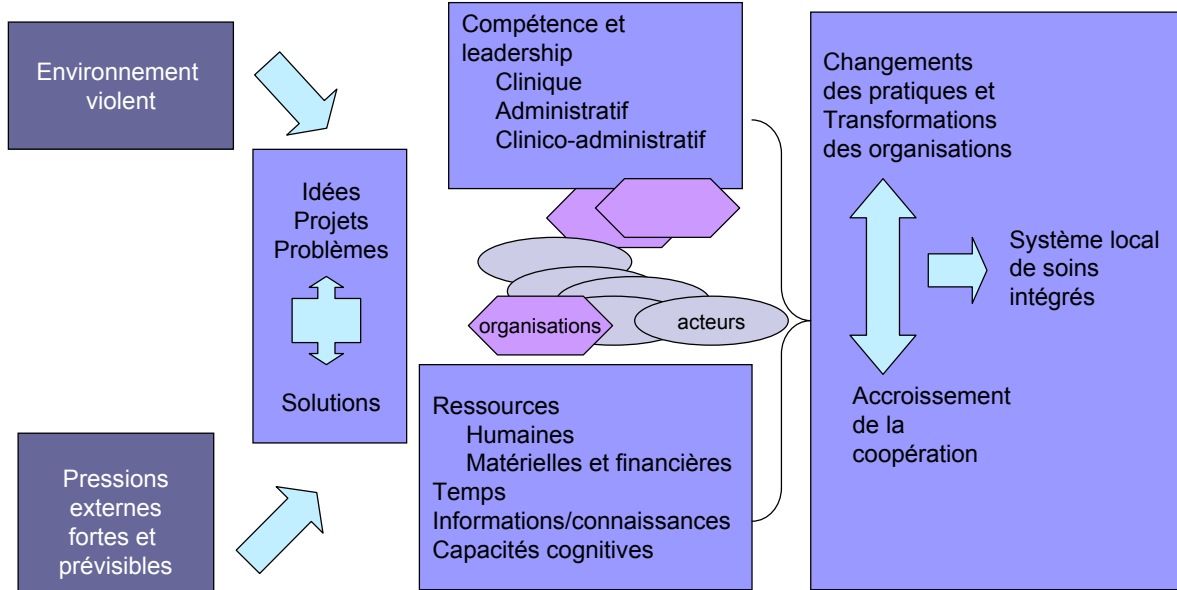 Environnement
violent
Pressions
externes
fortes et
prévisibles
Idées
Projets
Problèmes
Solutions
Compétence et
leadership
Clinique
Administratif
Clinico-administratif
organisations
acteurs
Ressources
Humaines
Matérielles et financières
Temps
Informations/connaissances
Capacités cognitives
Changements
des pratiques et
Transformations
des organisations
Système local
de soins
intégrés
Accroissement
de la
coopération